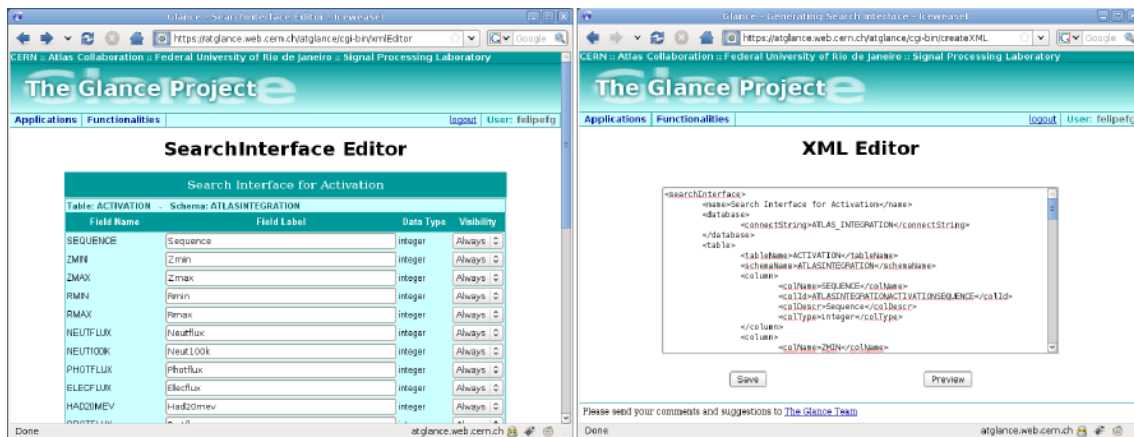 Glance - SearchInterface Editor - Iceweasel
https://atglance.web.cern.ch/atglance/cgi-bin/xmlEditor
Google
CERN :: Atlas Collaboration :: Federal University of Rio de Janeiro :: Signal Processing Laboratory
The Glance Project
Applications Functionalities logout User: felipefg
SearchInterface Editor
Search Interface for Activation
Table: ACTIVATION - Schema: ATLASINTEGRATION
Field Name Field Label Data Type Visibility
SEQUENCE Sequence integer Always
ZMIN Zmin integer Always
ZMAX Zmax integer Always
RMIN Rmin integer Always
RMAX Rmax integer Always
NEUTFLUX Neutflux integer Always
NEUT100K Neut100k integer Always
PHOTFLUX Photflux integer Always
ELECFLUX Elecflux integer Always
HAD20MEV Had20mev integer Always
Done atglance.web.cern.ch
Glance - Generating Search Interface - Iceweasel
https://atglance.web.cern.ch/atglance/cgi-bin/createXML
Google
CERN :: Atlas Collaboration :: Federal University of Rio de Janeiro :: Signal Processing Laboratory
The Glance Project
Applications Functionalities logout User: felipefg
XML Editor
<searchInterface>
<name>Search Interface for Activation</name>
<database>
<connectString>ATLAS_INTEGRATION</connectString>
</database>
<table>
<tableName>ACTIVATION</tableName>
<schemaName>ATLASINTEGRATION</schemaName>
<column>
<colName>SEQUENCE</colName>
<colId>ATLASINTEGRATIONACTIVATIONSEQUENCE</colId>
<colDescr>Sequence</colDescr>
<colType>integer</colType>
</column>
<column>
<colName>ZMIN</colName>
Save Preview
Please send your comments and suggestions to The Glance Team
Done atglance.web.cern.ch